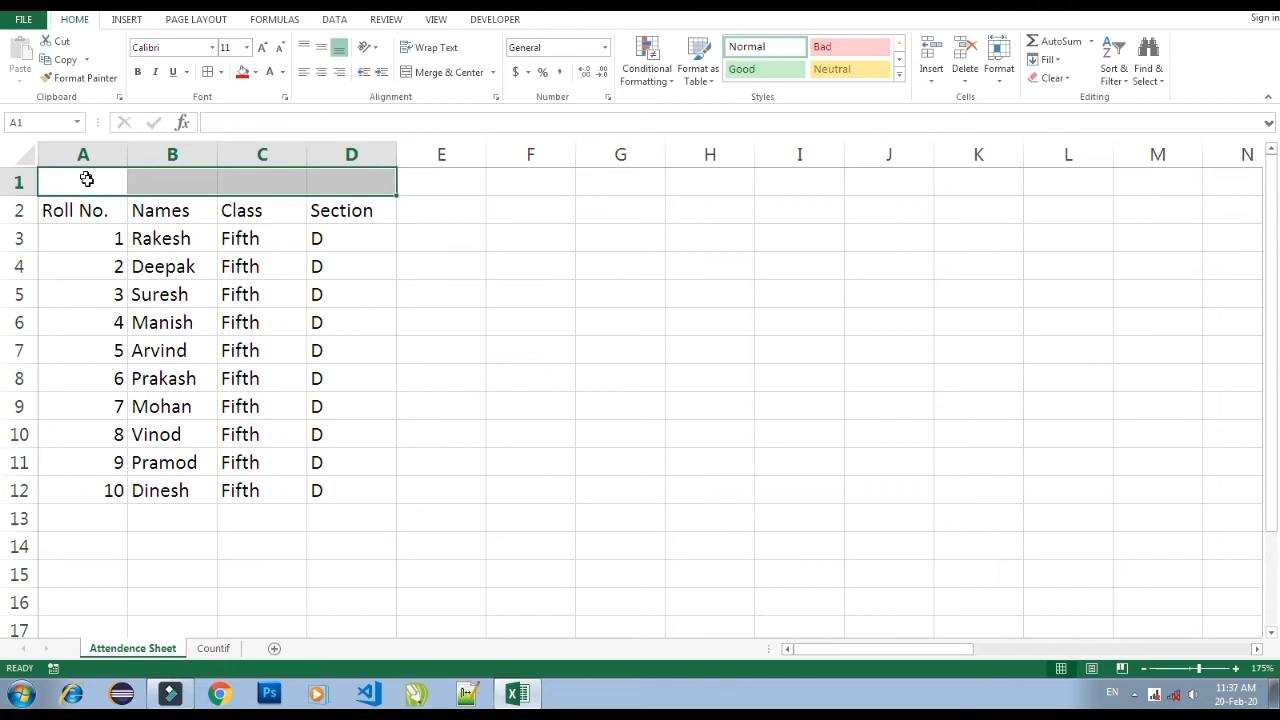 Sign in
FILE HOME INSERT PAGE LAYOUT FORMULAS DATA REVIEW VIEW DEVELOPER
Cut
Copy
Format Painter
Paste
Clipboard
Calibri 11
B I U
Font
Wrap Text
Merge & Center
Alignment
General
$ % ,
Number
Conditional Formatting
Format as Table
Normal Bad
Good Neutral
Styles
Insert Delete Format
Cells
AutoSum
Fill
Clear
Sort & Filter
Find & Select
Editing
A1 fx
A B C D E F G H I J K L M N
1
2 Roll No. Names Class Section
3 1 Rakesh Fifth D
4 2 Deepak Fifth D
5 3 Suresh Fifth D
6 4 Manish Fifth D
7 5 Arvind Fifth D
8 6 Prakash Fifth D
9 7 Mohan Fifth D
10 8 Vinod Fifth D
11 9 Pramod Fifth D
12 10 Dinesh Fifth D
13
14
15
16
17
Attendence Sheet Countif
READY 175%
EN 11:37 AM
20-Feb-20